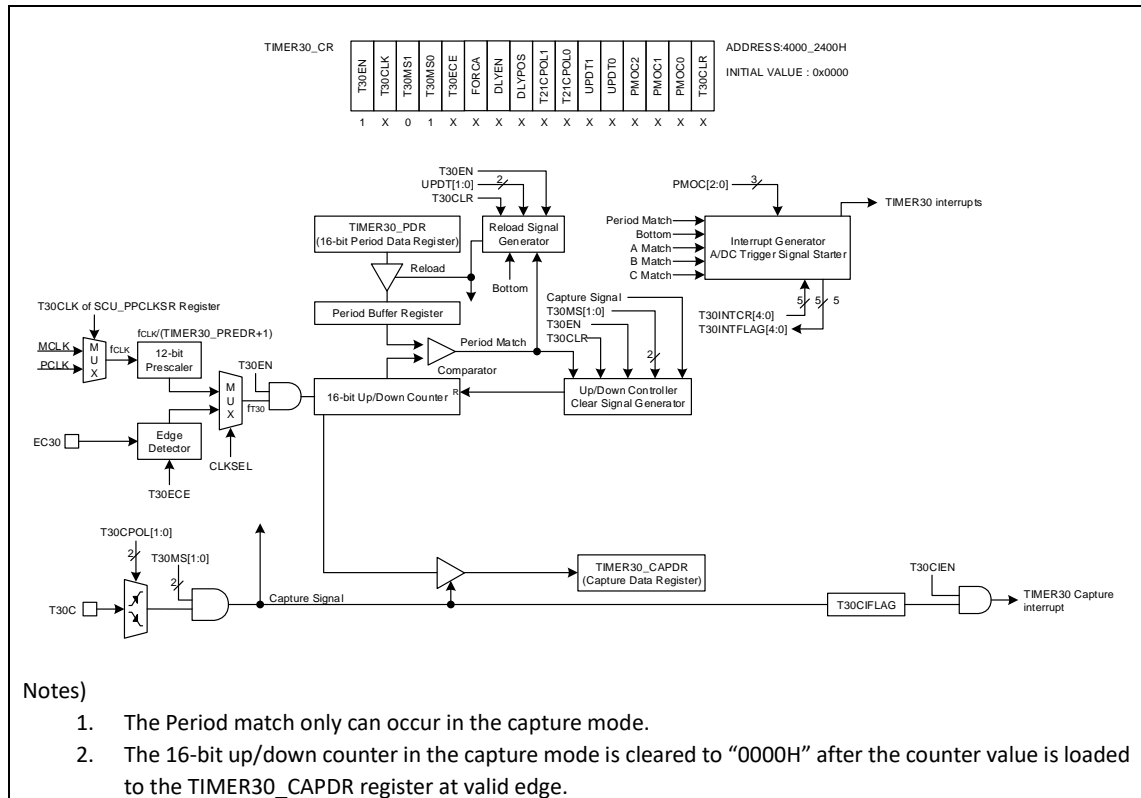 TIMER30_CR
T30EN
T30CLK
T30MS1
T30MS0
T30ECE
FORCA
DLYEN
DLYPOS
T21CPOL1
T21CPOL0
UPDT1
UPDT0
PMOC2
PMOC1
PMOC0
T30CLR
ADDRESS:4000_2400H
INITIAL VALUE : 0x0000
1 X 0 1 X X X X X X X X X X X X
T30EN
UPDT[1:0] 2
T30CLR
PMOC[2:0] 3
TIMER30 interrupts
TIMER30_PDR
(16-bit Period Data Register)
Reload Signal
Generator
Period Match
Bottom
A Match
B Match
C Match
Interrupt Generator
A/DC Trigger Signal Starter
Reload
Bottom
T30INTCR[4:0]
T30INTFLAG[4:0]
5 5 5
Period Buffer Register
Capture Signal
T30MS[1:0]
T30EN
T30CLR
2
T30CLK of SCU_PPCLKSR Register
MCLK
PCLK
MUX
fCLK
fCLK/(TIMER30_PREDR+1)
12-bit
Prescaler
Period Match
Comparator
T30EN
MUX
fT30
16-bit Up/Down Counter
R
Up/Down Controller
Clear Signal Generator
EC30
Edge
Detector
CLKSEL
T30ECE
T30CPOL[1:0]
2
T30MS[1:0]
2
T30C
Capture Signal
TIMER30_CAPDR
(Capture Data Register)
T30CIEN
T30CIFLAG
TIMER30 Capture
interrupt
Notes)
1. The Period match only can occur in the capture mode.
2. The 16-bit up/down counter in the capture mode is cleared to “0000H” after the counter value is loaded
to the TIMER30_CAPDR register at valid edge.